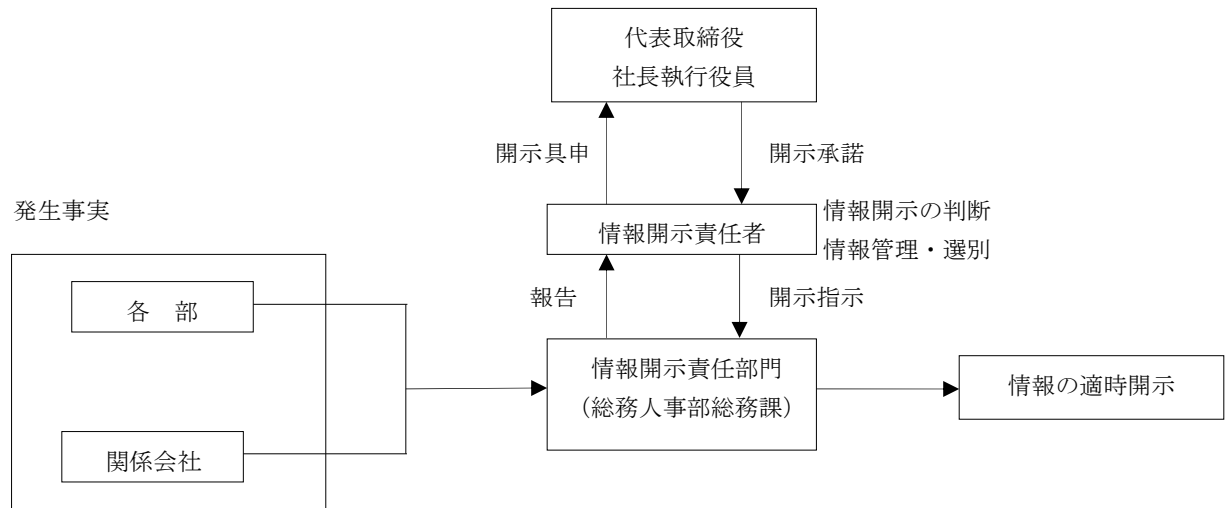 代表取締役
社長執行役員
開示具申
開示承諾
発生事実
情報開示責任者
情報開示の判断
情報管理・選別
各　部
報告
開示指示
情報開示責任部門
（総務人事部総務課）
情報の適時開示
関係会社